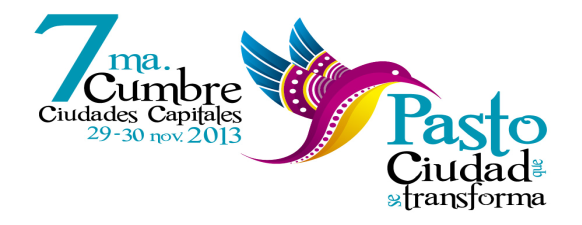 7ma.
Cumbre
Ciudades Capitales
29-30 nov. 2013
Pasto
Ciudad que
se transforma